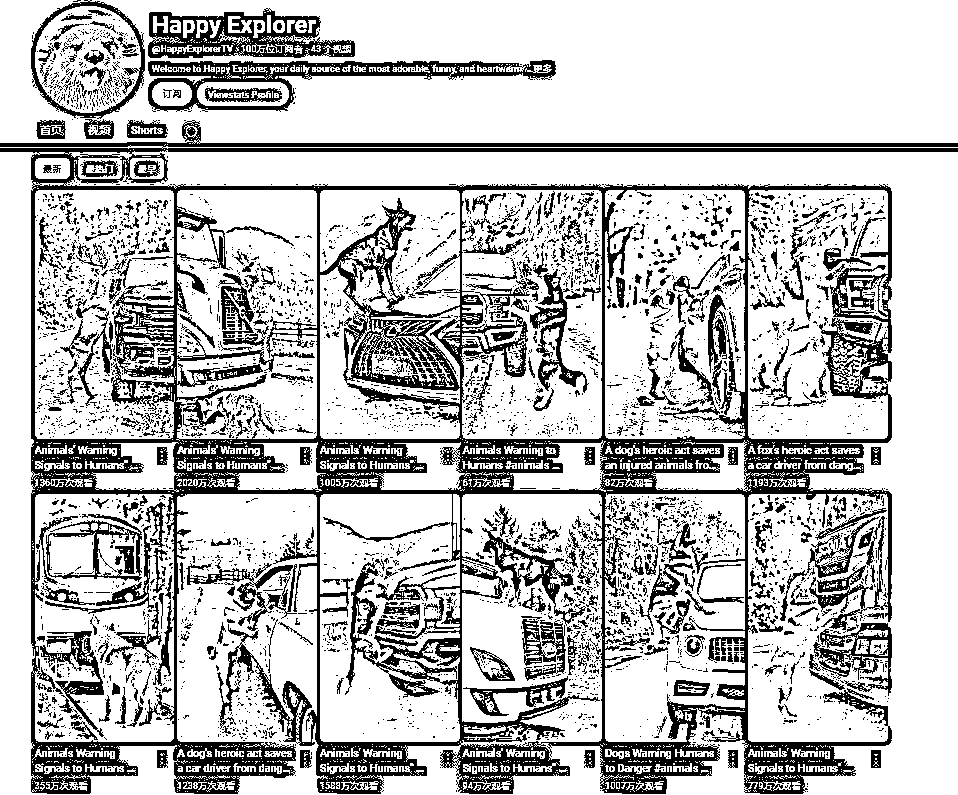 Happy Explorer
@HappyExplorerTV · 100万位订阅者 · 43 个视频
Welcome to Happy Explorer, your daily source of the most adorable, funny, and heartwarm... 更多
订阅 Viewstats Profile
首页 视频 Shorts
最新 最热门 最早
Animals' Warning Signals to Humans' ...
1360万次观看
Animals' Warning Signals to Humans' ...
2020万次观看
Animals' Warning Signals to Humans' ...
1005万次观看
Animals Warning to Humans #animals ...
61万次观看
A dog's heroic act saves an injured animals fro...
82万次观看
A fox's heroic act saves a car driver from dang...
1193万次观看
Animals' Warning Signals to Humans' ...
355万次观看
A dog's heroic act saves a car driver from dang...
1238万次观看
Animals' Warning Signals to Humans' ...
1583万次观看
Animals' Warning Signals to Humans' ...
94万次观看
Dogs Warning Humans to Danger #animals ...
1007万次观看
Animals' Warning Signals to Humans' ...
779万次观看